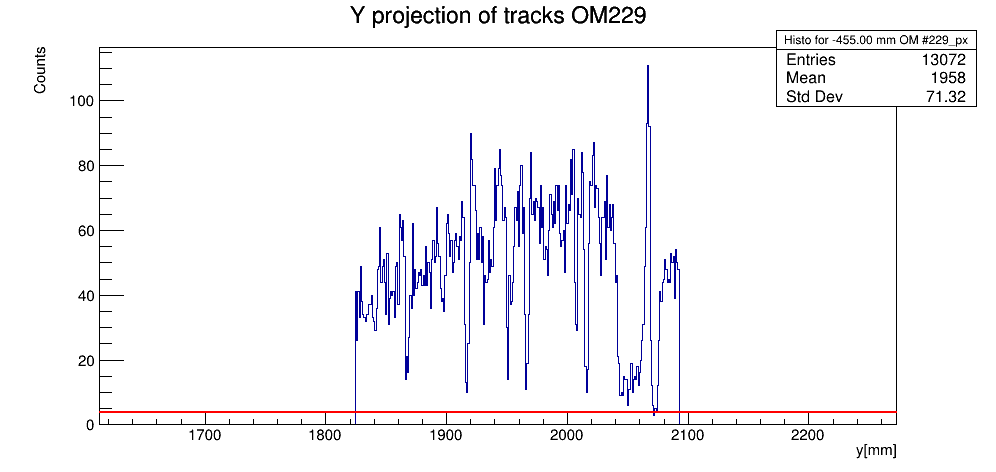 Y projection of tracks OM229
Histo for -455.00 mm OM #229_px
Entries 13072
Mean 1958
Std Dev 71.32
Counts
100
80
60
40
20
0
1700 1800 1900 2000 2100 2200
y[mm]